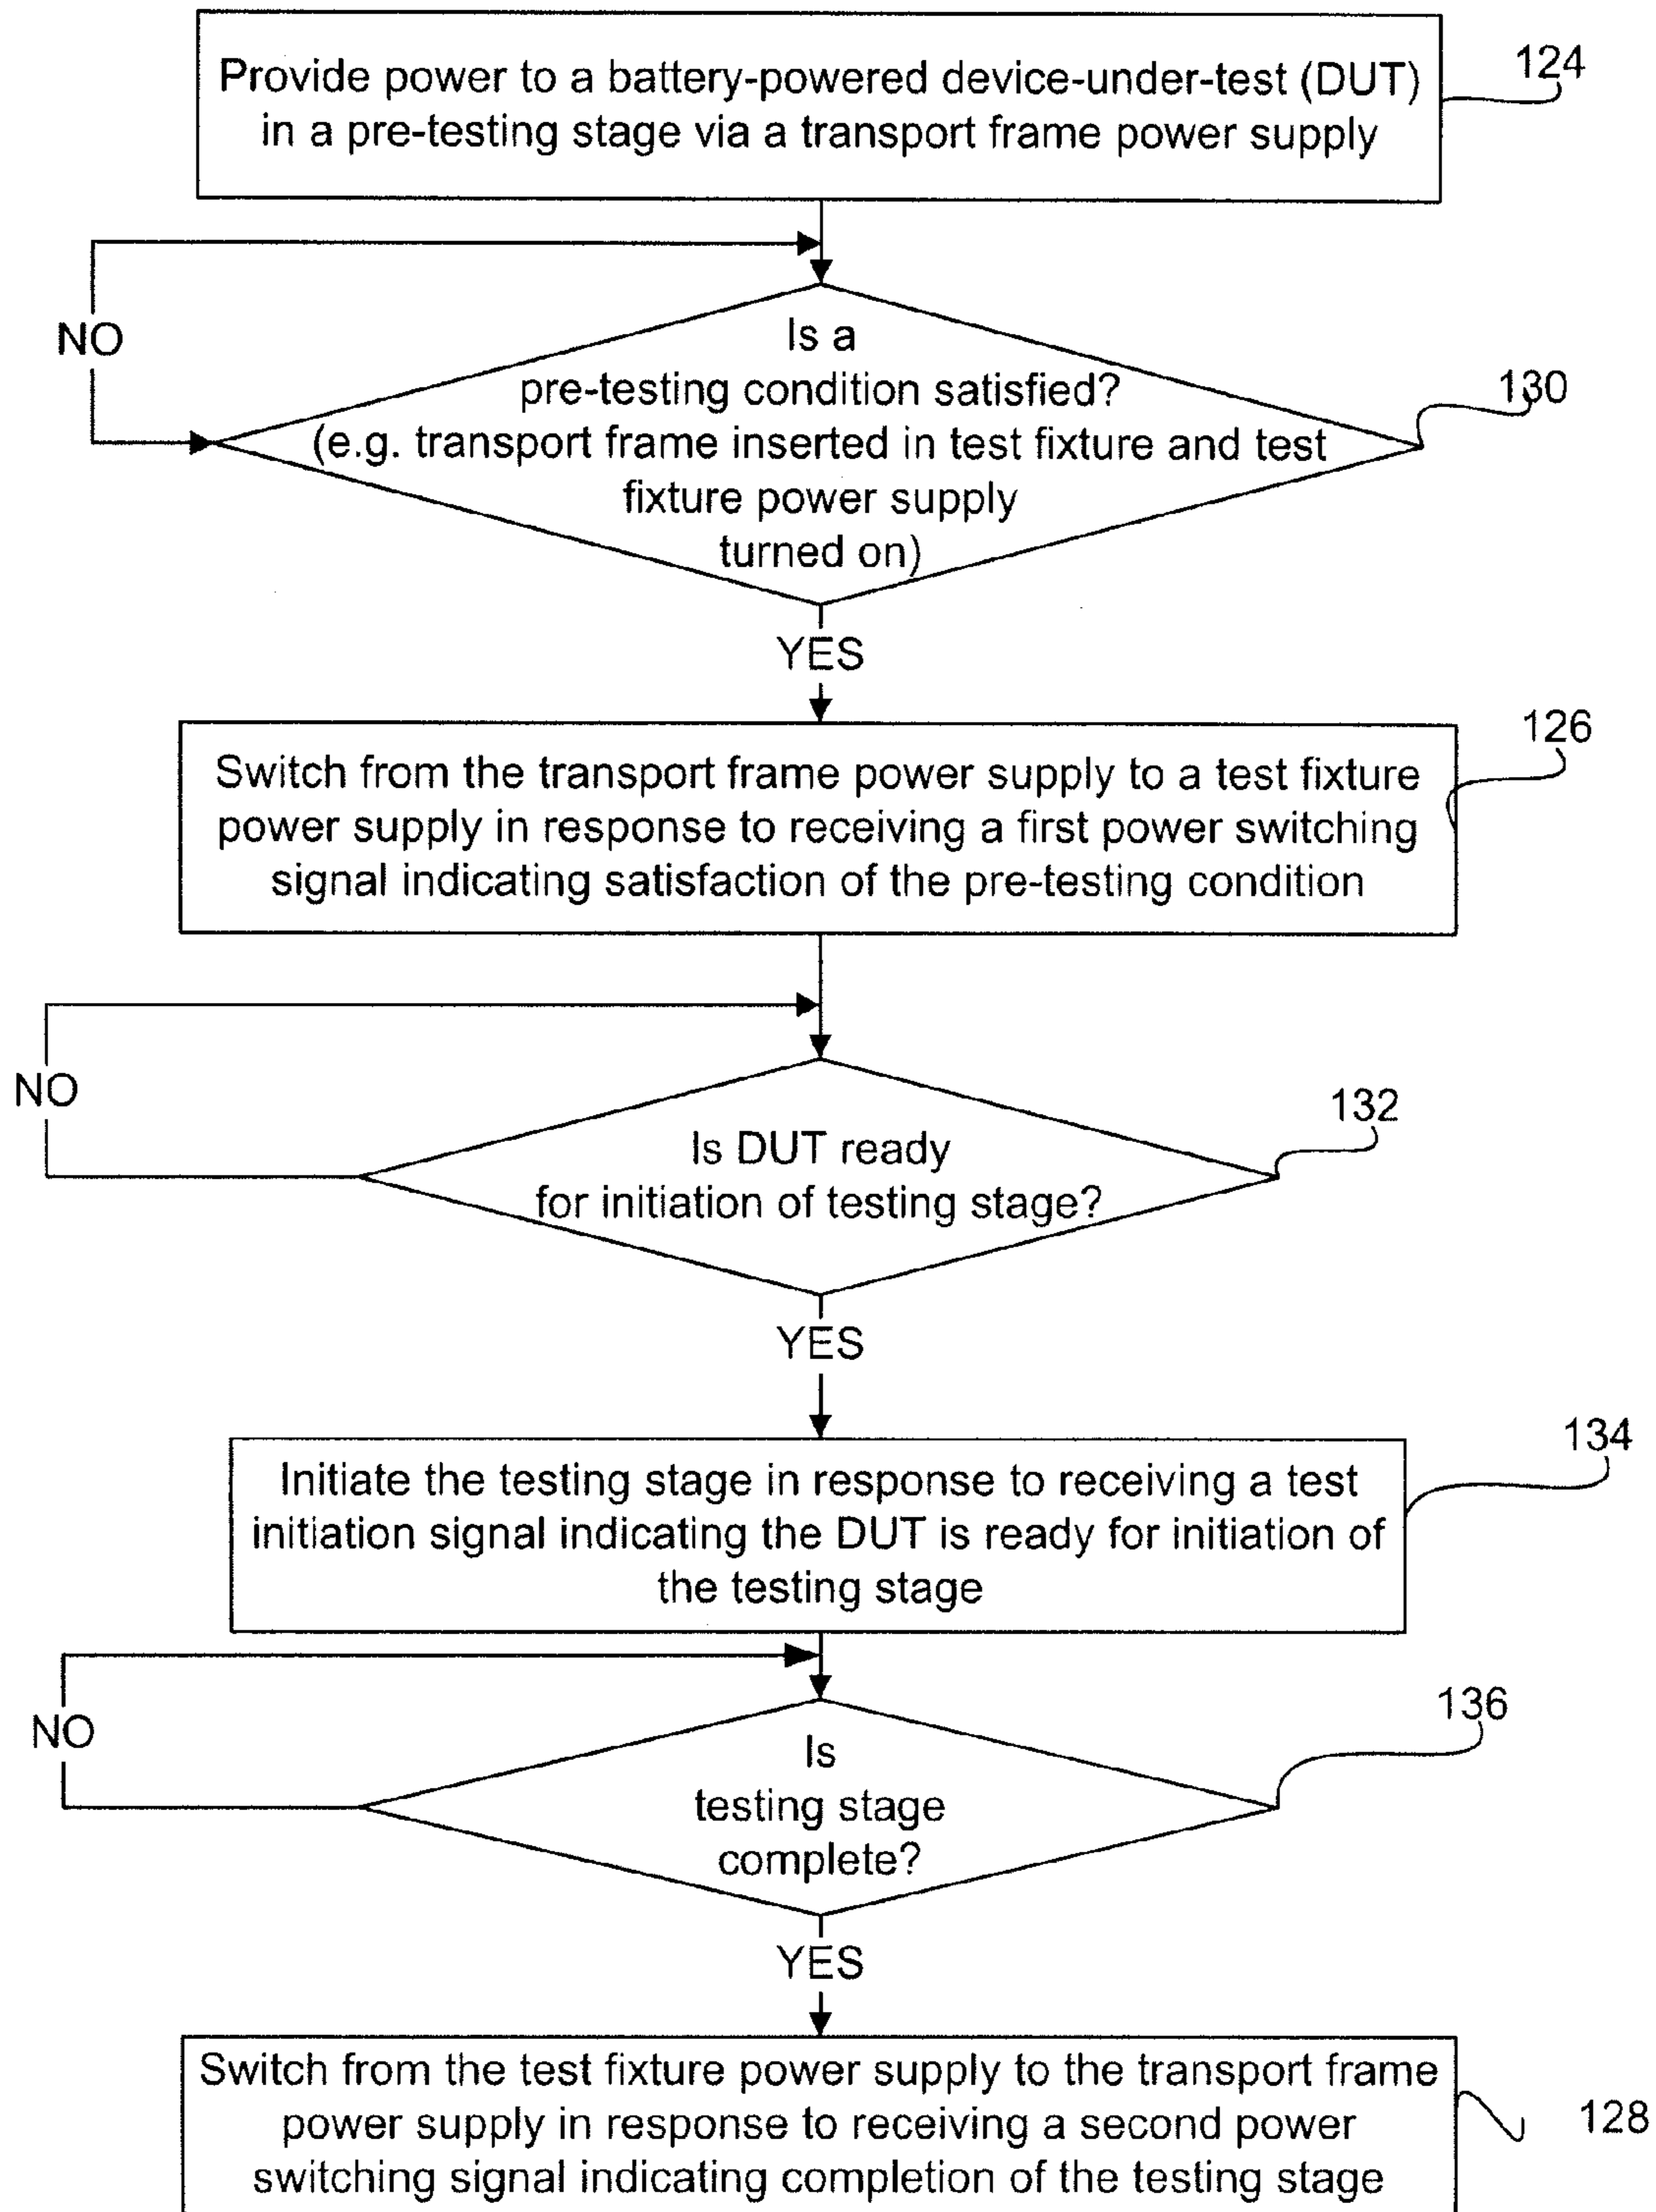 Provide power to a battery-powered device-under-test (DUT)
in a pre-testing stage via a transport frame power supply
124
NO
Is a
pre-testing condition satisfied?
(e.g. transport frame inserted in test fixture and test
fixture power supply
turned on)
130
YES
Switch from the transport frame power supply to a test fixture
power supply in response to receiving a first power switching
signal indicating satisfaction of the pre-testing condition
126
NO
Is DUT ready
for initiation of testing stage?
132
YES
Initiate the testing stage in response to receiving a test
initiation signal indicating the DUT is ready for initiation of
the testing stage
134
NO
Is
testing stage
complete?
136
YES
Switch from the test fixture power supply to the transport frame
power supply in response to receiving a second power
switching signal indicating completion of the testing stage
128